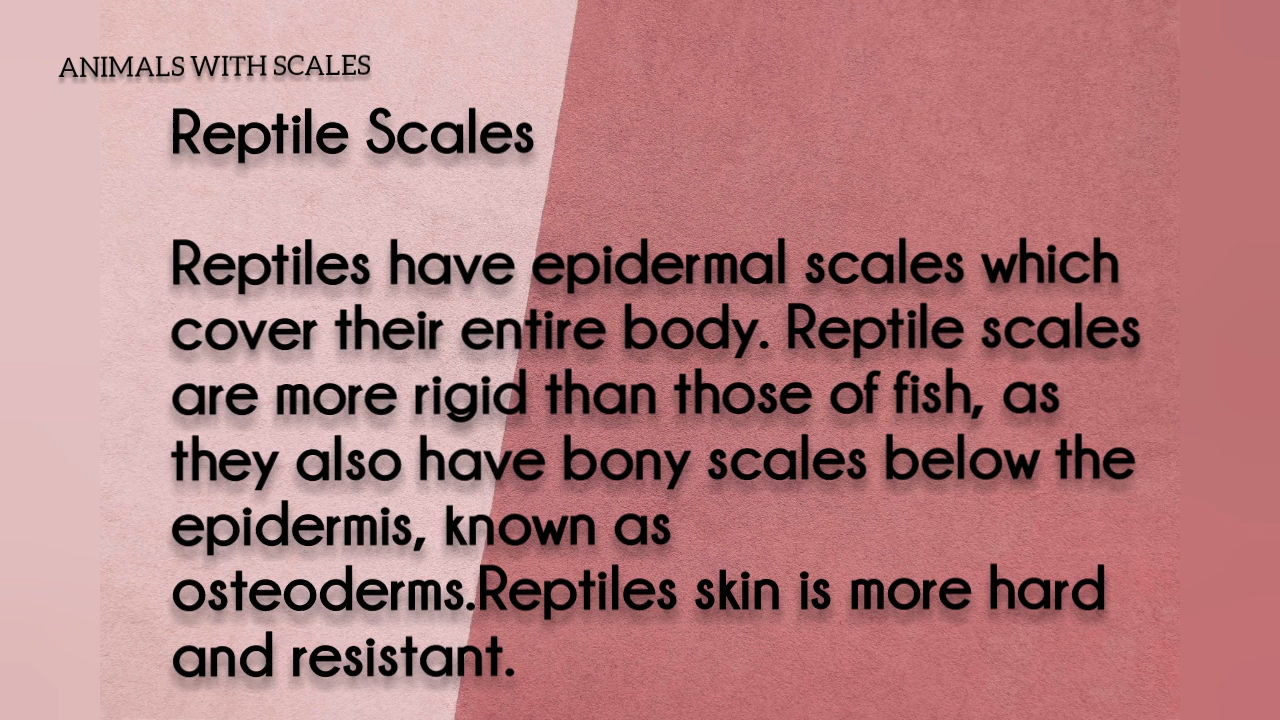 ANIMALS WITH SCALES
Reptile Scales
Reptiles have epidermal scales which
cover their entire body. Reptile scales
are more rigid than those of fish, as
they also have bony scales below the
epidermis, known as
osteoderms.Reptiles skin is more hard
and resistant.